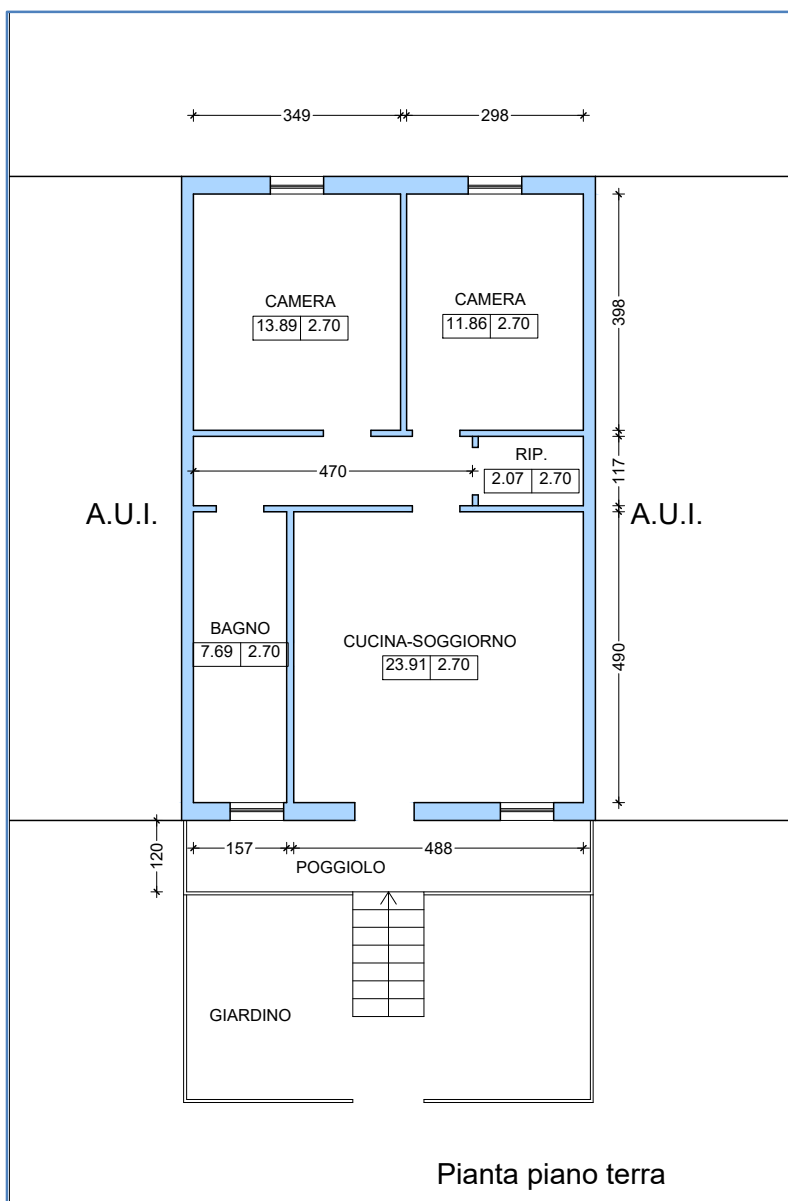 349 298
CAMERA CAMERA
13.89 2.70 11.86 2.70
398
RIP.
470 2.07 2.70 117
A.U.I. A.U.I.
BAGNO CUCINA-SOGGIORNO
7.69 2.70 23.91 2.70
490
120 157 488
POGGIOLO
GIARDINO
Pianta piano terra